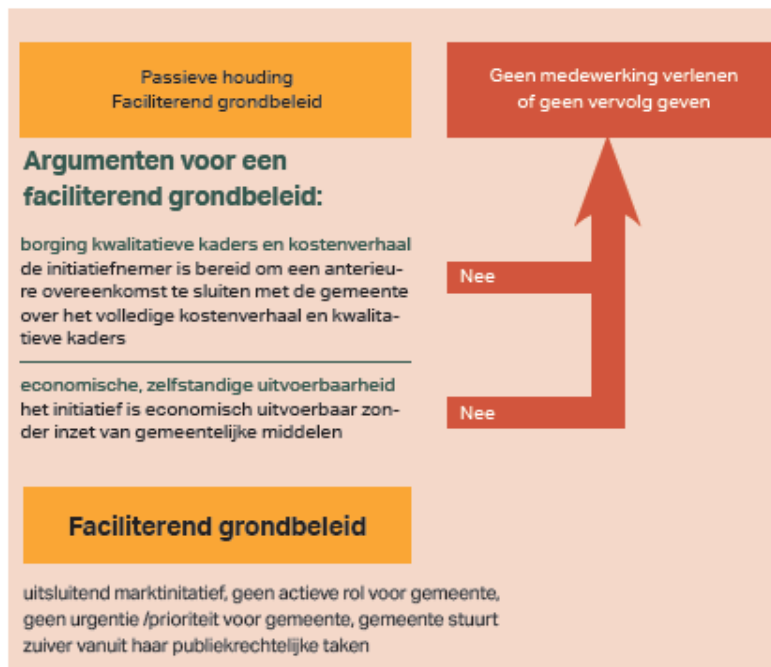 Passieve houding
Faciliterend grondbeleid
Geen medewerking verlenen
of geen vervolg geven
Argumenten voor een
faciliterend grondbeleid:
borging kwalitatieve kaders en kostenverhaal
de initiatiefnemer is bereid om een anterieu-
re overeenkomst te sluiten met de gemeente
over het volledige kostenverhaal en kwalita-
tieve kaders
Nee
economische, zelfstandige uitvoerbaarheid
het initiatief is economisch uitvoerbaar zon-
der inzet van gemeentelijke middelen
Nee
Faciliterend grondbeleid
uitsluitend marktinitatief, geen actieve rol voor gemeente,
geen urgentie /prioriteit voor gemeente, gemeente stuurt
zuiver vanuit haar publiekrechtelijke taken